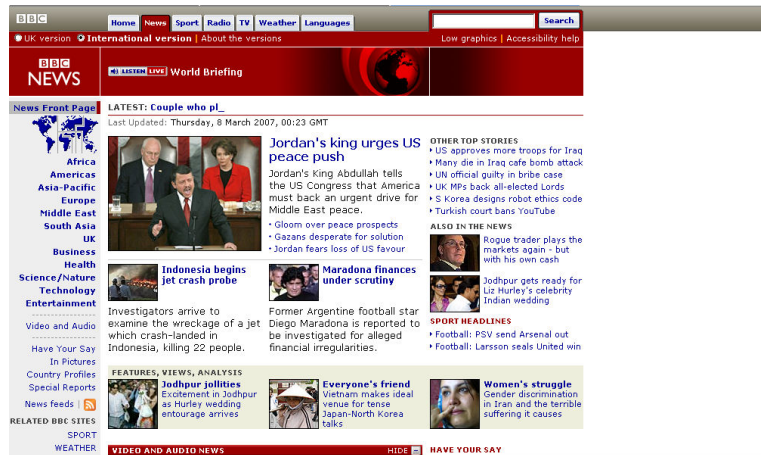 BBC
Home
News
Sport
Radio
TV
Weather
Languages
Search
UK version
International version | About the versions
Low graphics | Accessibility help
BBC
NEWS
LISTEN LIVE World Briefing
News Front Page
Africa
Americas
Asia-Pacific
Europe
Middle East
South Asia
UK
Business
Health
Science/Nature
Technology
Entertainment
Video and Audio
Have Your Say
In Pictures
Country Profiles
Special Reports
News feeds |
RELATED BBC SITES
SPORT
WEATHER
LATEST: Couple who pl_
Last Updated: Thursday, 8 March 2007, 00:23 GMT
Jordan's king urges US
peace push
Jordan's King Abdullah tells
the US Congress that America
must back an urgent drive for
Middle East peace.
Gloom over peace prospects
Gazans desperate for solution
Jordan fears loss of US favour
Indonesia begins
jet crash probe
Investigators arrive to
examine the wreckage of a jet
which crash-landed in
Indonesia, killing 22 people.
Maradona finances
under scrutiny
Former Argentine football star
Diego Maradona is reported to
be investigated for alleged
financial irregularities.
OTHER TOP STORIES
US approves more troops for Iraq
Many die in Iraq cafe bomb attack
UN official guilty in bribe case
UK MPs back all-elected Lords
S Korea designs robot ethics code
Turkish court bans YouTube
ALSO IN THE NEWS
Rogue trader plays the
markets again - but
with his own cash
Jodhpur gets ready for
Liz Hurley's celebrity
Indian wedding
SPORT HEADLINES
Football: PSV send Arsenal out
Football: Larsson seals United win
FEATURES, VIEWS, ANALYSIS
Jodhpur jollities
Excitement in Jodhpur
as Hurley wedding
entourage arrives
Everyone's friend
Vietnam makes ideal
venue for tense
Japan-North Korea
talks
Women's struggle
Gender discrimination
in Iran and the terrible
suffering it causes
VIDEO AND AUDIO NEWS
HIDE
HAVE YOUR SAY